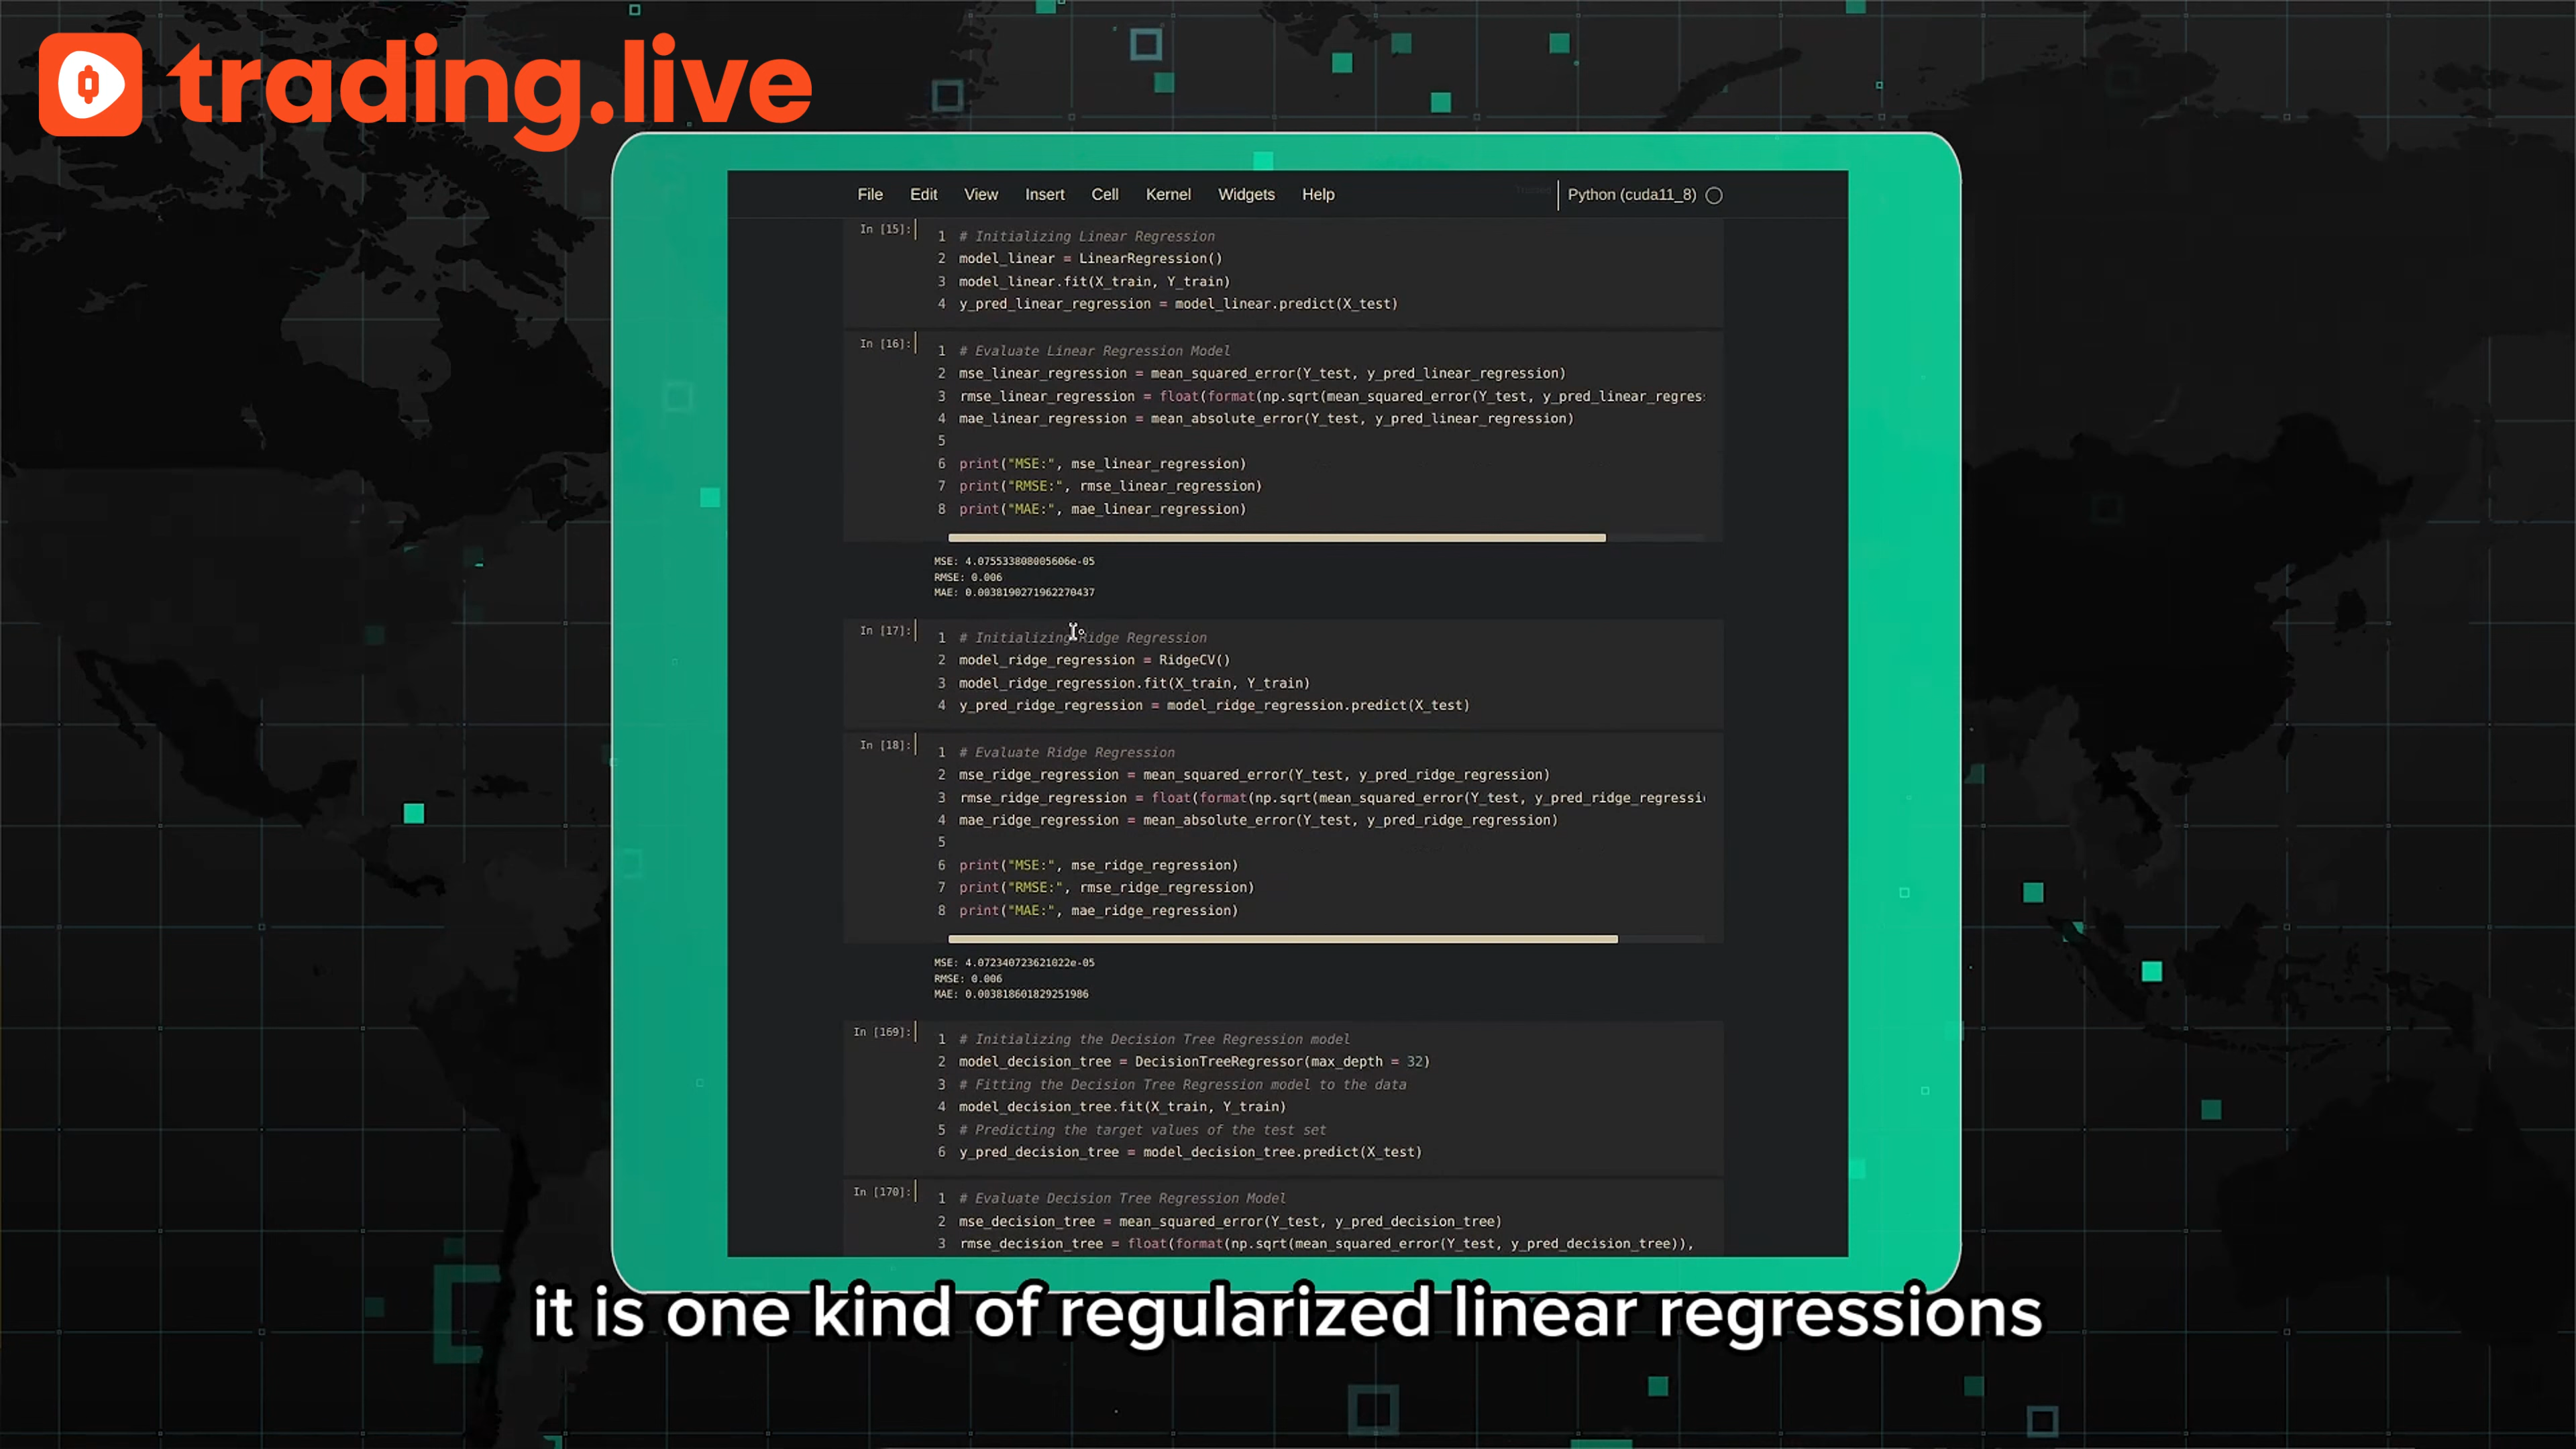 trading.live
File Edit View Insert Cell Kernel Widgets Help
Python (cuda11_8)
In [15]:
1 # Initializing Linear Regression
2 model_linear = LinearRegression()
3 model_linear.fit(X_train, Y_train)
4 y_pred_linear_regression = model_linear.predict(X_test)
In [16]:
1 # Evaluate Linear Regression Model
2 mse_linear_regression = mean_squared_error(Y_test, y_pred_linear_regression)
3 rmse_linear_regression = float(format(np.sqrt(mean_squared_error(Y_test, y_pred_linear_regres
4 mae_linear_regression = mean_absolute_error(Y_test, y_pred_linear_regression)
5
6 print("MSE:", mse_linear_regression)
7 print("RMSE:", rmse_linear_regression)
8 print("MAE:", mae_linear_regression)
MSE: 4.075533808005606e-05
RMSE: 0.006
MAE: 0.0038190271962270437
In [17]:
1 # Initializing Ridge Regression
2 model_ridge_regression = RidgeCV()
3 model_ridge_regression.fit(X_train, Y_train)
4 y_pred_ridge_regression = model_ridge_regression.predict(X_test)
In [18]:
1 # Evaluate Ridge Regression
2 mse_ridge_regression = mean_squared_error(Y_test, y_pred_ridge_regression)
3 rmse_ridge_regression = float(format(np.sqrt(mean_squared_error(Y_test, y_pred_ridge_regressi
4 mae_ridge_regression = mean_absolute_error(Y_test, y_pred_ridge_regression)
5
6 print("MSE:", mse_ridge_regression)
7 print("RMSE:", rmse_ridge_regression)
8 print("MAE:", mae_ridge_regression)
MSE: 4.072340723621022e-05
RMSE: 0.006
MAE: 0.003818601829251986
In [169]:
1 # Initializing the Decision Tree Regression model
2 model_decision_tree = DecisionTreeRegressor(max_depth = 32)
3 # Fitting the Decision Tree Regression model to the data
4 model_decision_tree.fit(X_train, Y_train)
5 # Predicting the target values of the test set
6 y_pred_decision_tree = model_decision_tree.predict(X_test)
In [170]:
1 # Evaluate Decision Tree Regression Model
2 mse_decision_tree = mean_squared_error(Y_test, y_pred_decision_tree)
3 rmse_decision_tree = float(format(np.sqrt(mean_squared_error(Y_test, y_pred_decision_tree)),
it is one kind of regularized linear regressions